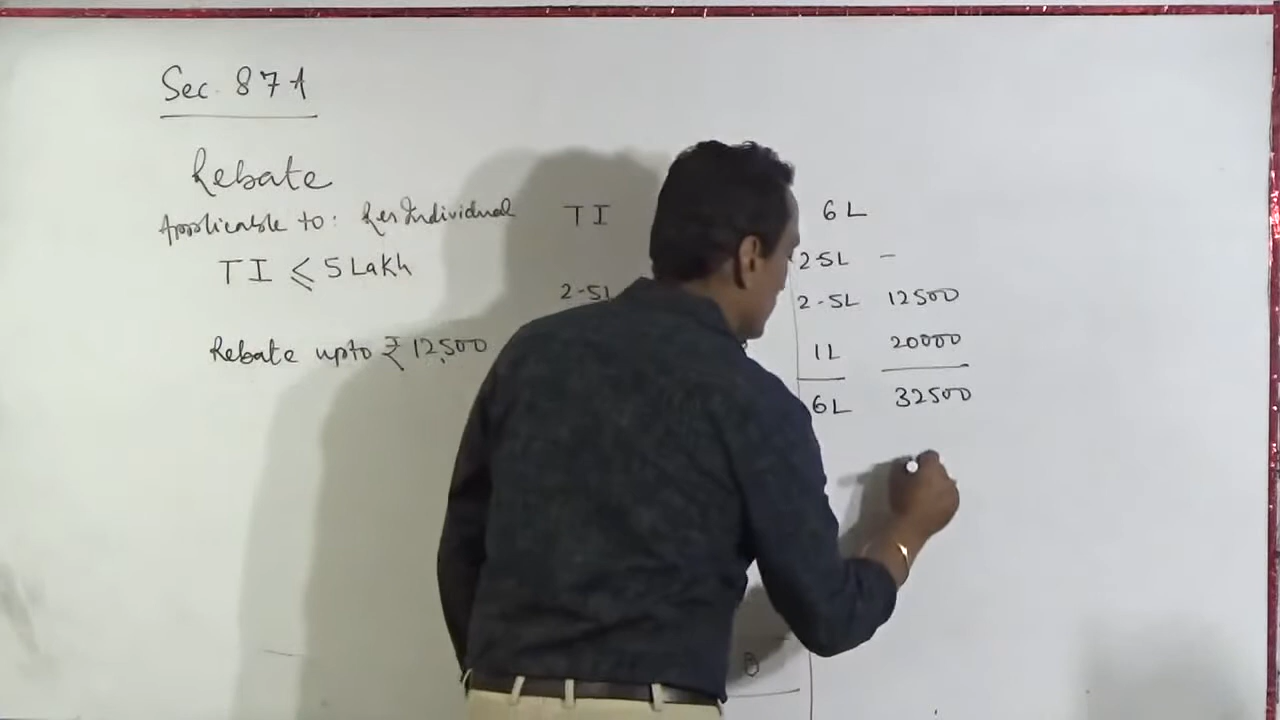 Sec. 87A
Rebate
Applicable to: Res Individual
TI ≤ 5 Lakh
Rebate upto ₹ 12,500
TI
2.5L
6 L
2.5L -
2.5L 12500
1L 20000
6L 32500